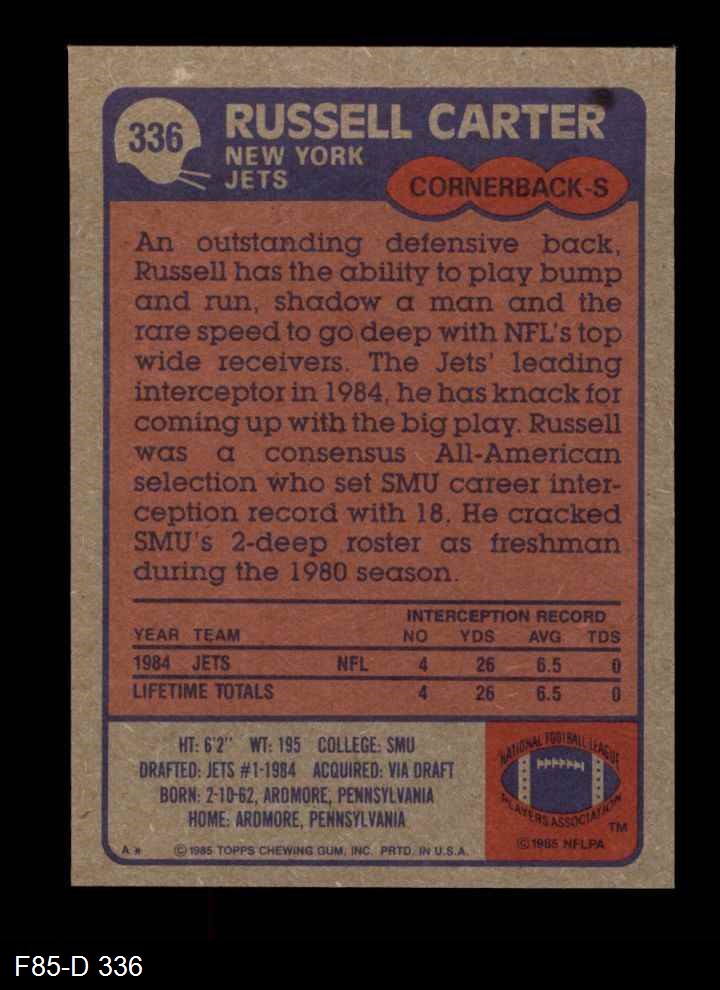 336
RUSSELL CARTER
NEW YORK
JETS
CORNERBACK-S
An outstanding defensive back,
Russell has the ability to play bump
and run, shadow a man and the
rare speed to go deep with NFL's top
wide receivers. The Jets' leading
interceptor in 1984, he has knack for
coming up with the big play. Russell
was a consensus All-American
selection who set SMU career inter-
ception record with 18. He cracked
SMU's 2-deep roster as freshman
during the 1980 season.
INTERCEPTION RECORD
YEAR TEAM NO YDS AVG TDS
1984 JETS NFL 4 26 6.5 0
LIFETIME TOTALS 4 26 6.5 0
HT: 6'2" WT: 195 COLLEGE: SMU
DRAFTED: JETS #1-1984 ACQUIRED: VIA DRAFT
BORN: 2-10-62, ARDMORE, PENNSYLVANIA
HOME: ARDMORE, PENNSYLVANIA
A* ©1985 TOPPS CHEWING GUM, INC. PRTD. IN U.S.A.
NATIONAL FOOTBALL LEAGUE
PLAYERS ASSOCIATION
TM
©1985 NFLPA
F85-D 336